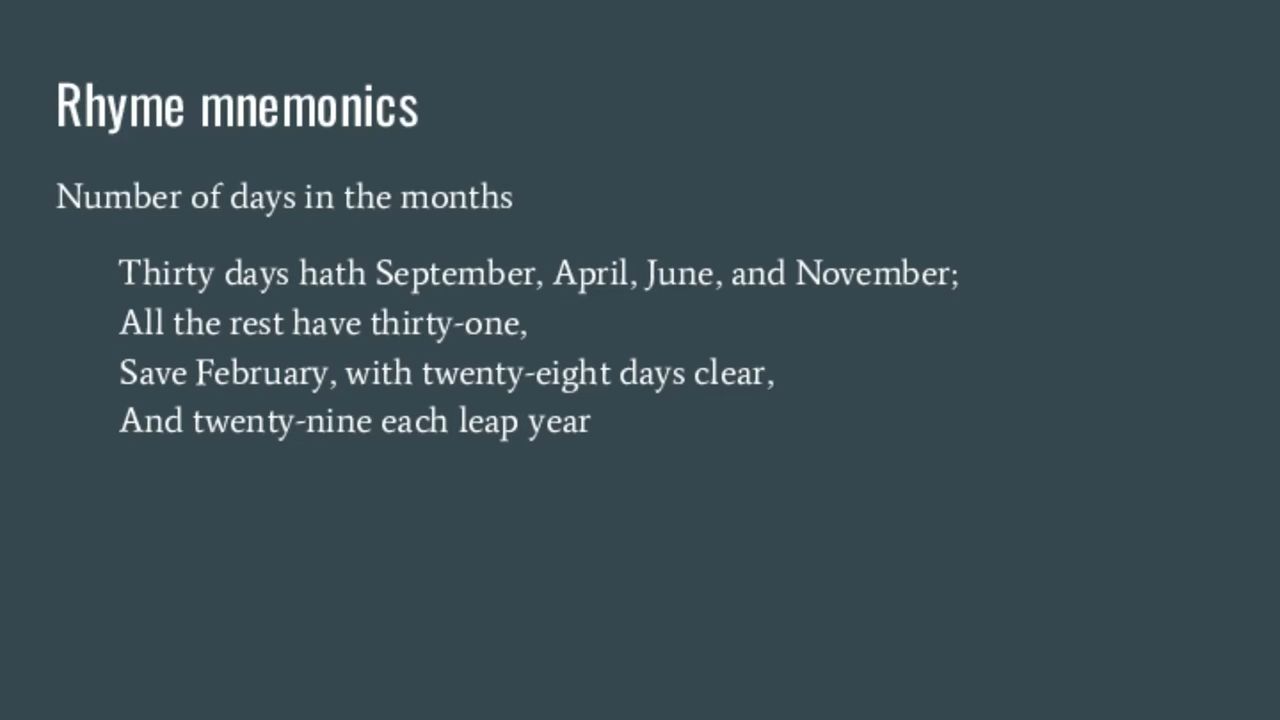 Rhyme mnemonics
Number of days in the months
Thirty days hath September, April, June, and November;
All the rest have thirty-one,
Save February, with twenty-eight days clear,
And twenty-nine each leap year